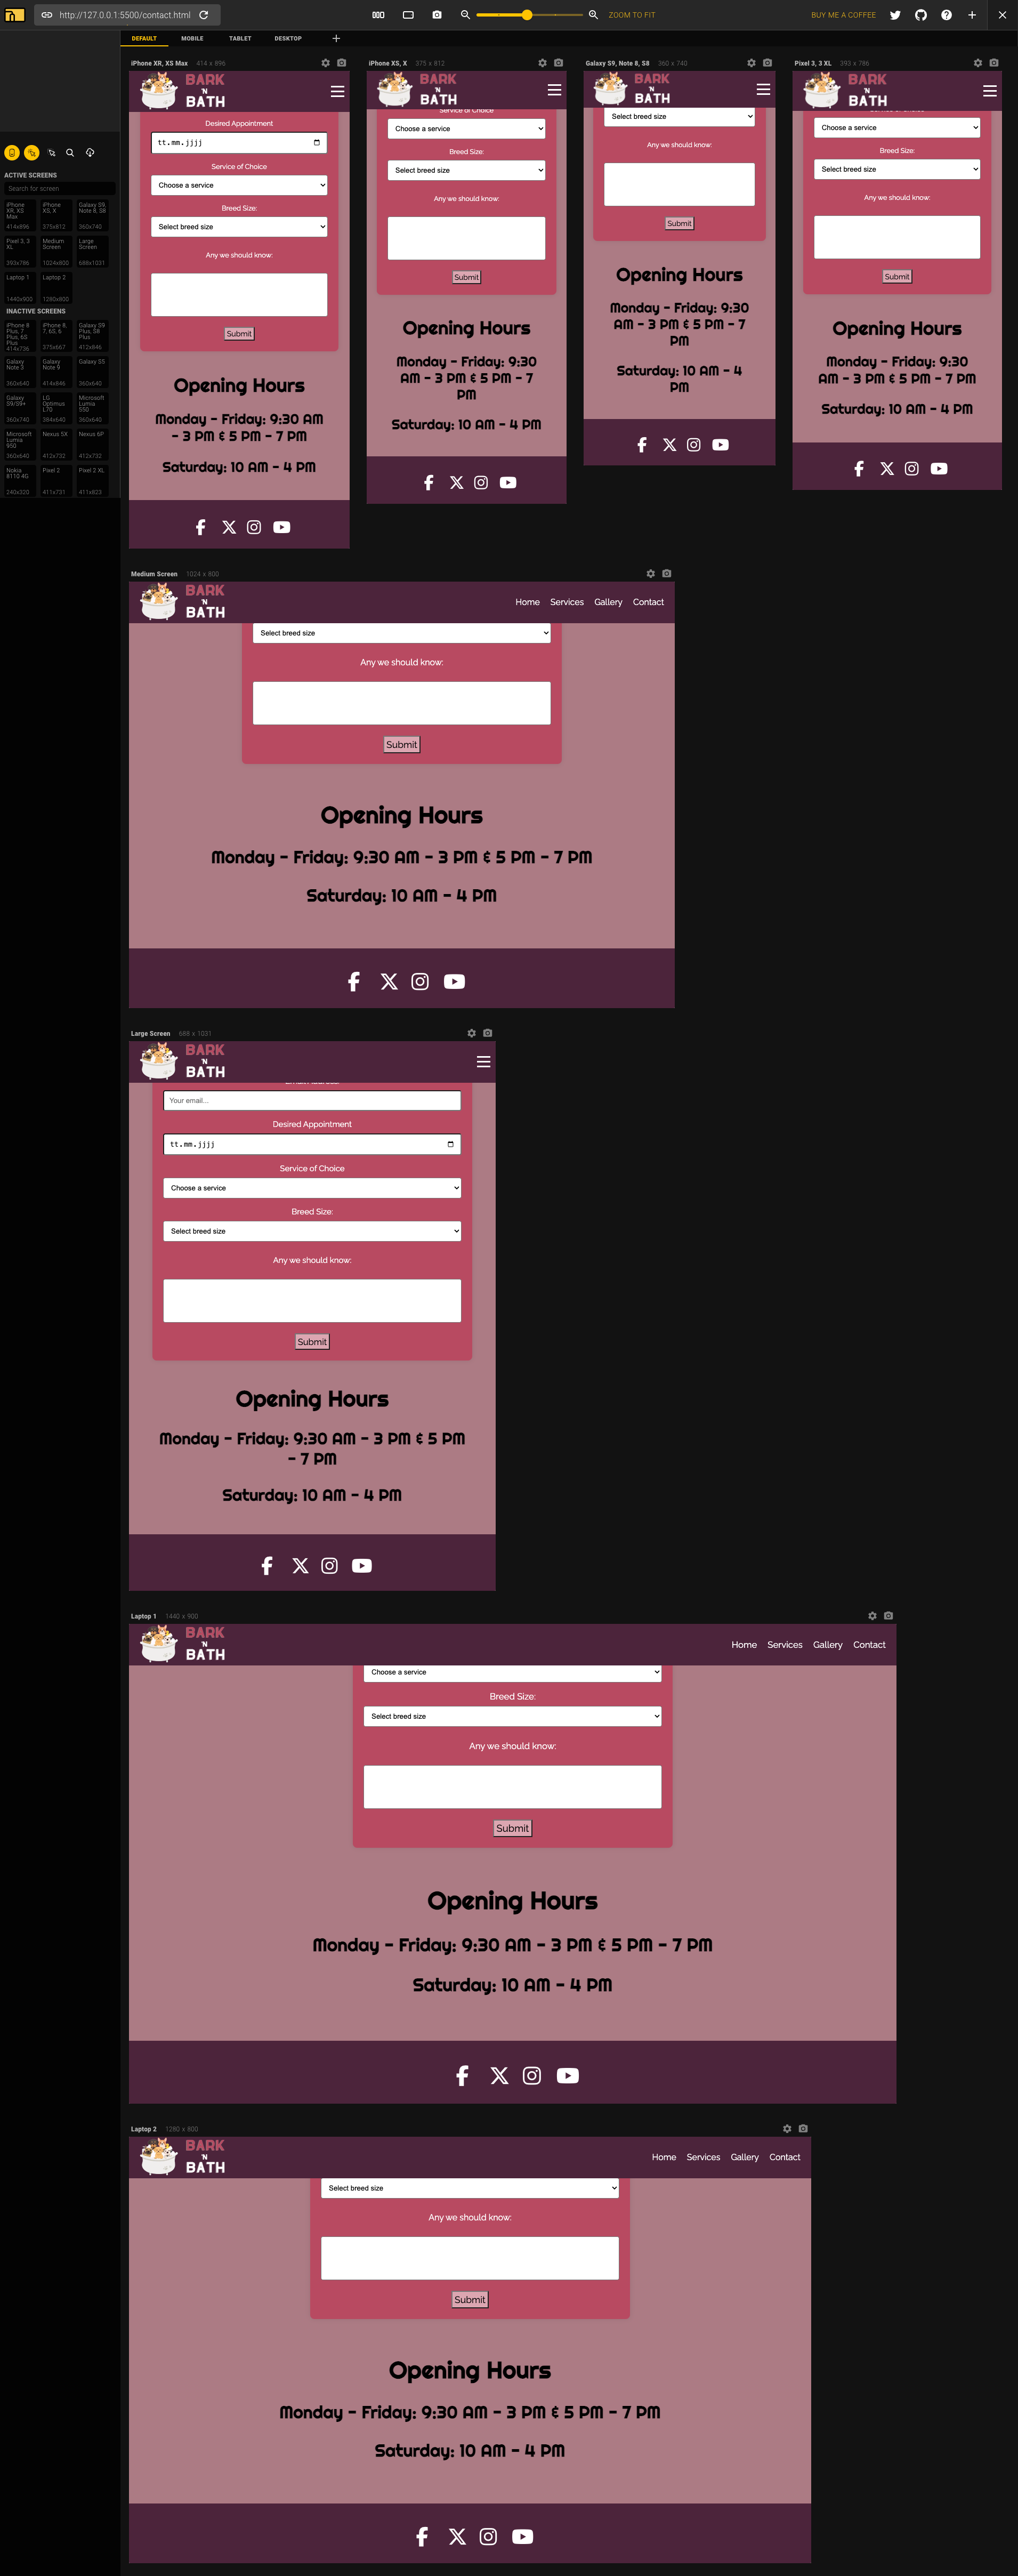 http://127.0.0.1:5500/contact.html
ZOOM TO FIT
BUY ME A COFFEE
DEFAULT
MOBILE
TABLET
DESKTOP
ACTIVE SCREENS
Search for screen
iPhone XR, XS Max
414x896
iPhone XS, X
375x812
Galaxy S9, Note 8, S8
360x740
Pixel 3, 3 XL
393x786
Medium Screen
1024x800
Large Screen
688x1031
Laptop 1
1440x900
Laptop 2
1280x800
INACTIVE SCREENS
iPhone 8 Plus, 7 Plus, 6S Plus
414x736
iPhone 8, 7, 6S, 6
375x667
Galaxy S9 Plus, S8 Plus
412x846
Galaxy Note 3
360x640
Galaxy Note 9
414x846
Galaxy S5
360x640
Galaxy S9/S9+
360x740
LG Optimus L70
384x640
Microsoft Lumia 550
360x640
Microsoft Lumia 950
360x640
Nexus 5X
412x732
Nexus 6P
412x732
Nokia 8110 4G
240x320
Pixel 2
411x731
Pixel 2 XL
411x823
iPhone XR, XS Max 414 x 896
BARK
'N
BATH
Desired Appointment
tt.mm.jjjj
Service of Choice
Choose a service
Breed Size:
Select breed size
Any we should know:
Submit
Opening Hours
Monday - Friday: 9:30 AM
- 3 PM & 5 PM - 7 PM
Saturday: 10 AM - 4 PM
iPhone XS, X 375 x 812
BARK
'N
BATH
Service of Choice
Choose a service
Breed Size:
Select breed size
Any we should know:
Submit
Opening Hours
Monday - Friday: 9:30
AM - 3 PM & 5 PM - 7
PM
Saturday: 10 AM - 4 PM
Galaxy S9, Note 8, S8 360 x 740
BARK
'N
BATH
Select breed size
Any we should know:
Submit
Opening Hours
Monday - Friday: 9:30
AM - 3 PM & 5 PM - 7
PM
Saturday: 10 AM - 4
PM
Pixel 3, 3 XL 393 x 786
BARK
'N
BATH
Choose a service
Breed Size:
Select breed size
Any we should know:
Submit
Opening Hours
Monday - Friday: 9:30
AM - 3 PM & 5 PM - 7 PM
Saturday: 10 AM - 4 PM
Medium Screen 1024 x 800
BARK
'N
BATH
Home Services Gallery Contact
Select breed size
Any we should know:
Submit
Opening Hours
Monday - Friday: 9:30 AM - 3 PM & 5 PM - 7 PM
Saturday: 10 AM - 4 PM
Large Screen 688 x 1031
BARK
'N
BATH
Your email...
Desired Appointment
tt.mm.jjjj
Service of Choice
Choose a service
Breed Size:
Select breed size
Any we should know:
Submit
Opening Hours
Monday - Friday: 9:30 AM - 3 PM & 5 PM
- 7 PM
Saturday: 10 AM - 4 PM
Laptop 1 1440 x 900
BARK
'N
BATH
Home Services Gallery Contact
Choose a service
Breed Size:
Select breed size
Any we should know:
Submit
Opening Hours
Monday - Friday: 9:30 AM - 3 PM & 5 PM - 7 PM
Saturday: 10 AM - 4 PM
Laptop 2 1280 x 800
BARK
'N
BATH
Home Services Gallery Contact
Select breed size
Any we should know:
Submit
Opening Hours
Monday - Friday: 9:30 AM - 3 PM & 5 PM - 7 PM
Saturday: 10 AM - 4 PM